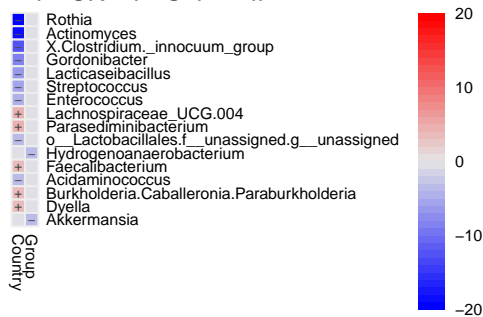 Rothia
Actinomyces
X.Clostridium._innocuum_group
Gordonibacter
Lacticaseibacillus
Streptococcus
Enterococcus
Lachnospiraceae_UCG.004
Parasediminibacterium
o__Lactobacillales.f__unassigned.g__unassigned
Hydrogenoanaerobacterium
Faecalibacterium
Acidaminococcus
Burkholderia.Caballeronia.Paraburkholderia
Dyella
Akkermansia
Group
Country
20
10
0
−10
−20